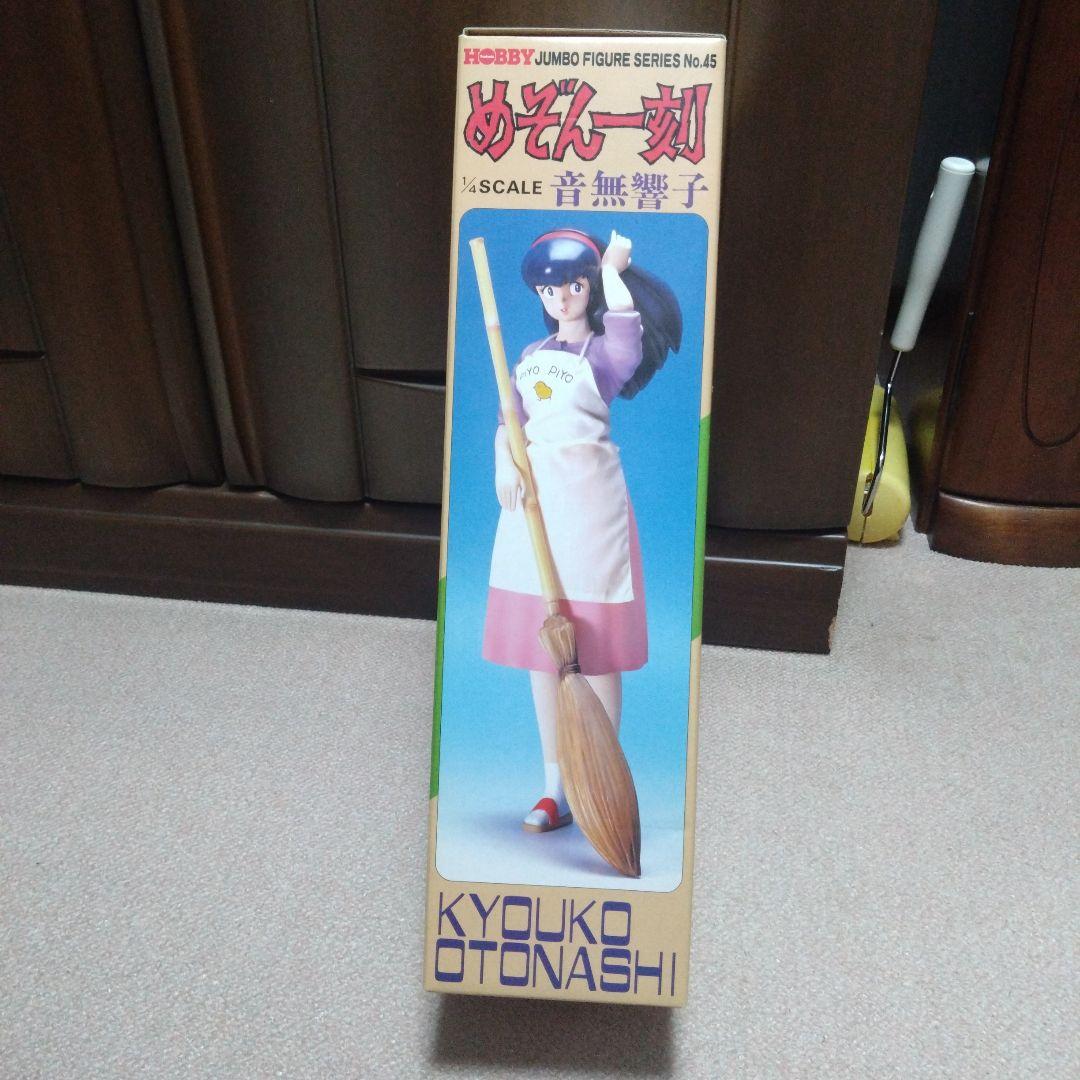 HOBBY JUMBO FIGURE SERIES No.45
めぞん一刻
1/4 SCALE 音無響子
PIYO PIYO
KYOUKO
OTONASHI